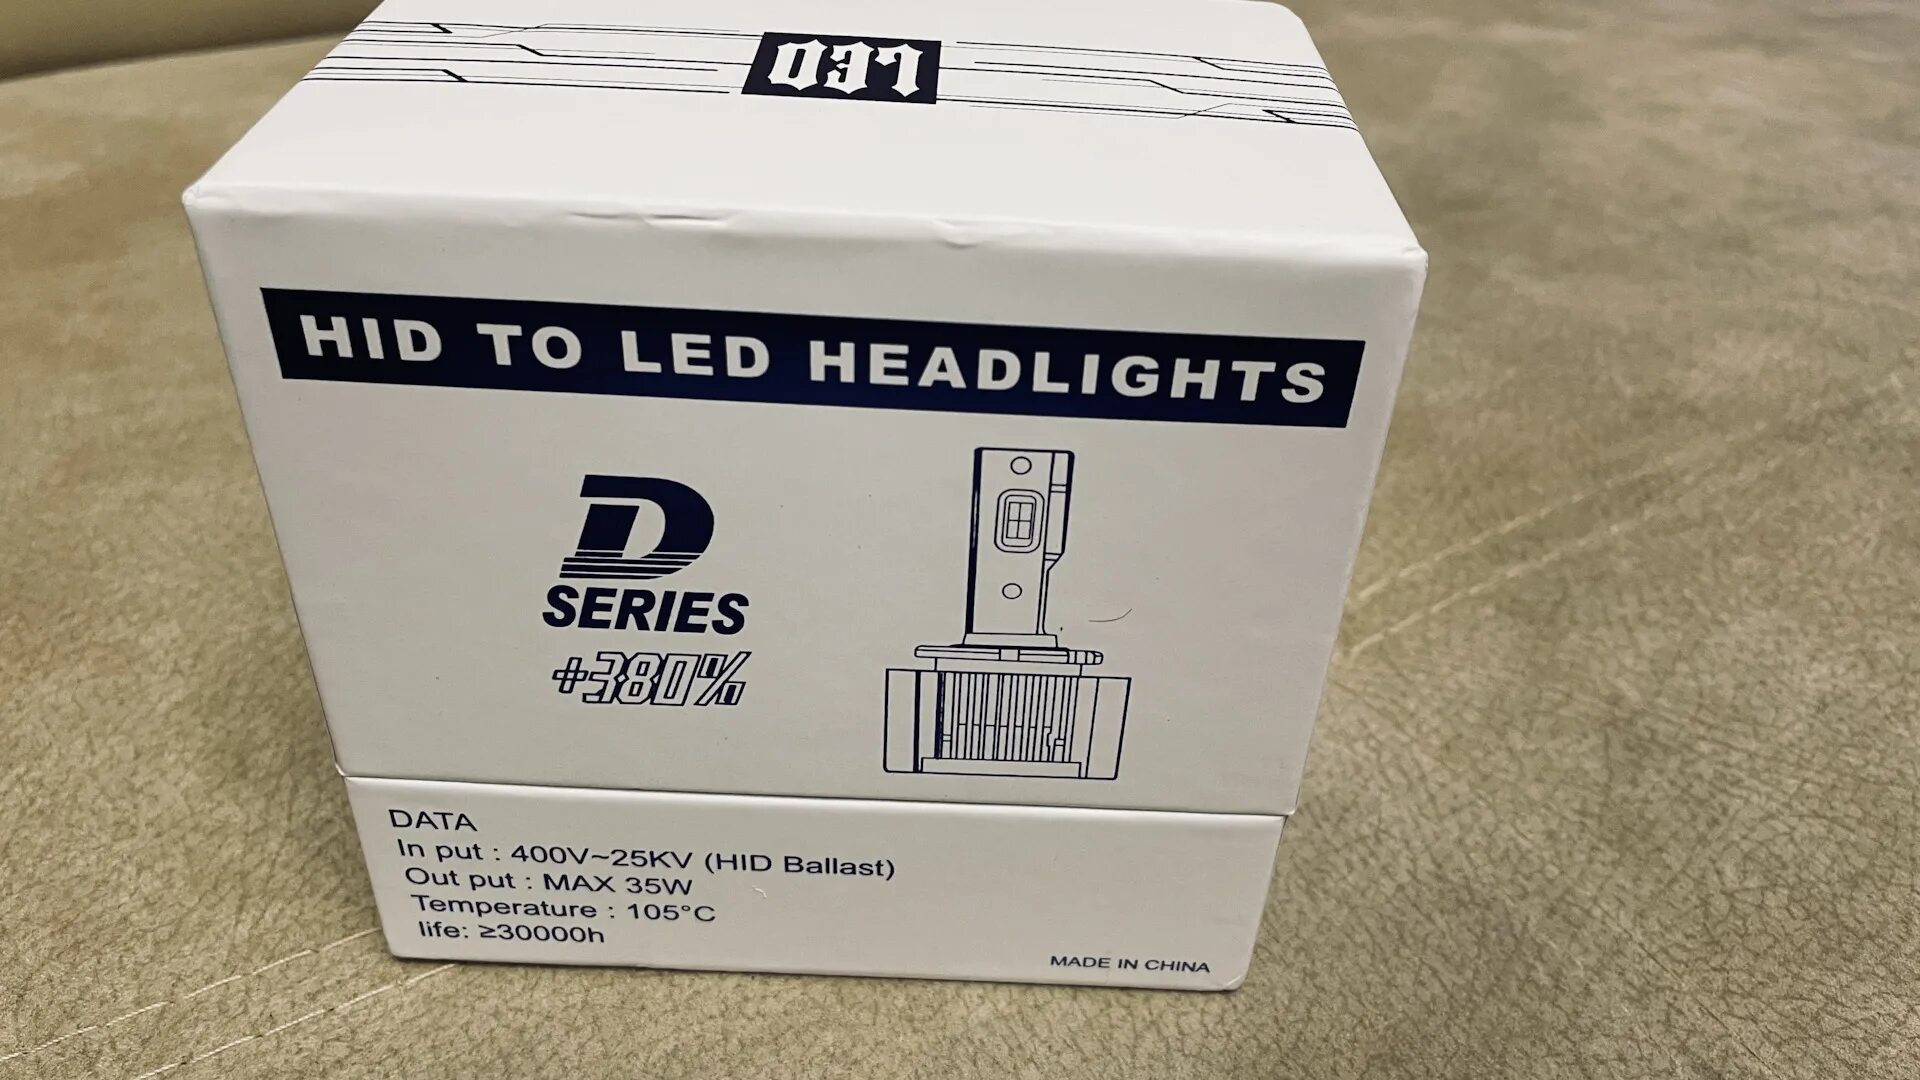 LED
HID TO LED HEADLIGHTS
D
SERIES
+380%
DATA
In put : 400V~25KV (HID Ballast)
Out put : MAX 35W
Temperature : 105°C
life: ≥30000h
MADE IN CHINA